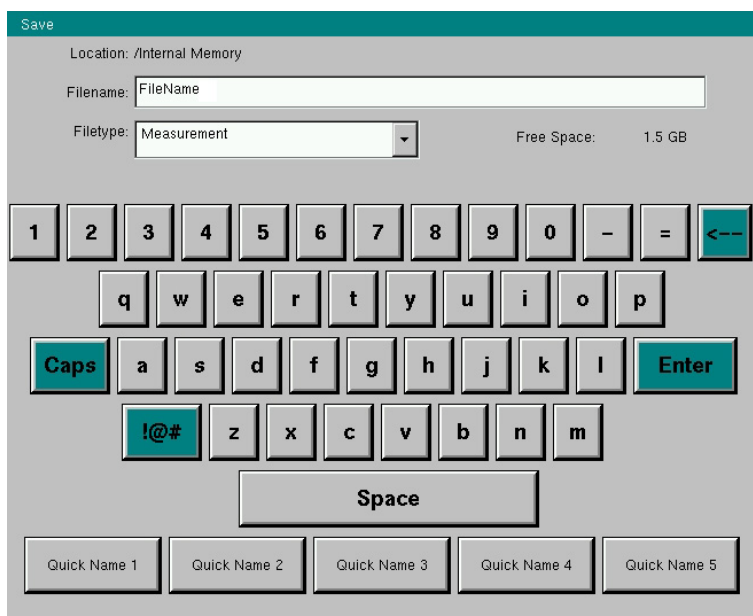 Save
Location: /Internal Memory
Filename: FileName
Filetype: Measurement Free Space: 1.5 GB
1 2 3 4 5 6 7 8 9 0 - = <--
q w e r t y u i o p
Caps a s d f g h j k l Enter
!@# z x c v b n m
Space
Quick Name 1 Quick Name 2 Quick Name 3 Quick Name 4 Quick Name 5